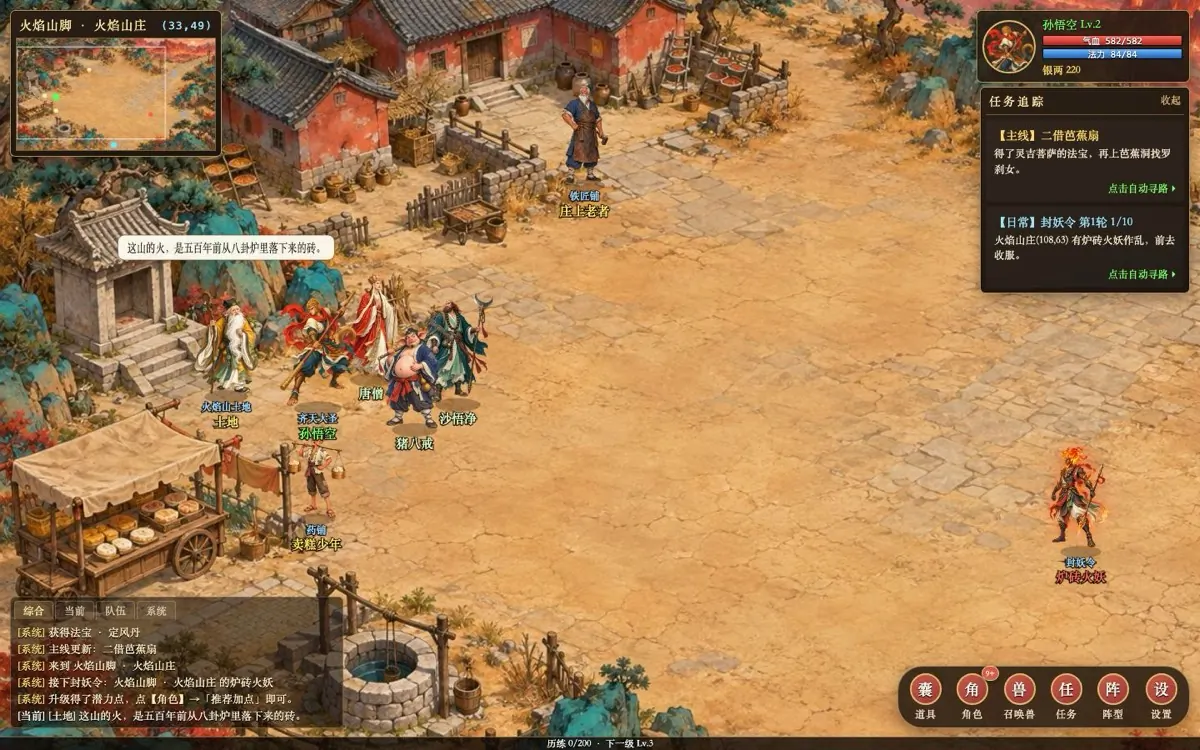 火焰山脚 · 火焰山庄 (33,49)
孙悟空 Lv.2
气血 582/582
法力 84/84
银两 220
任务追踪 收起
【主线】二借芭蕉扇
得了灵吉菩萨的法宝，再上芭蕉洞找罗
刹女。
点击自动寻路
【日常】封妖令 第1轮 1/10
火焰山庄(108,63) 有炉砖火妖作乱，前去
收服。
点击自动寻路
铁匠铺
庄上老者
这山的火，是五百年前从八卦炉里落下来的砖。
火焰山土地
土地
齐天大圣
孙悟空
唐僧
猪八戒
沙悟净
药铺
卖糕少年
封妖令
炉砖火妖
综合 当前 队伍 系统
[系统] 获得法宝 · 定风丹
[系统] 主线更新：二借芭蕉扇
[系统] 来到 火焰山脚 · 火焰山庄
[系统] 接下封妖令：火焰山脚 · 火焰山庄 的炉砖火妖
[系统] 升级得了潜力点，点【角色】→「推荐加点」即可。
[当前] [土地] 这山的火，是五百年前从八卦炉里落下来的砖。
囊 角 9+ 兽 任 阵 设
道具 角色 召唤兽 任务 阵型 设置
历练 0/200 · 下一级 Lv.3